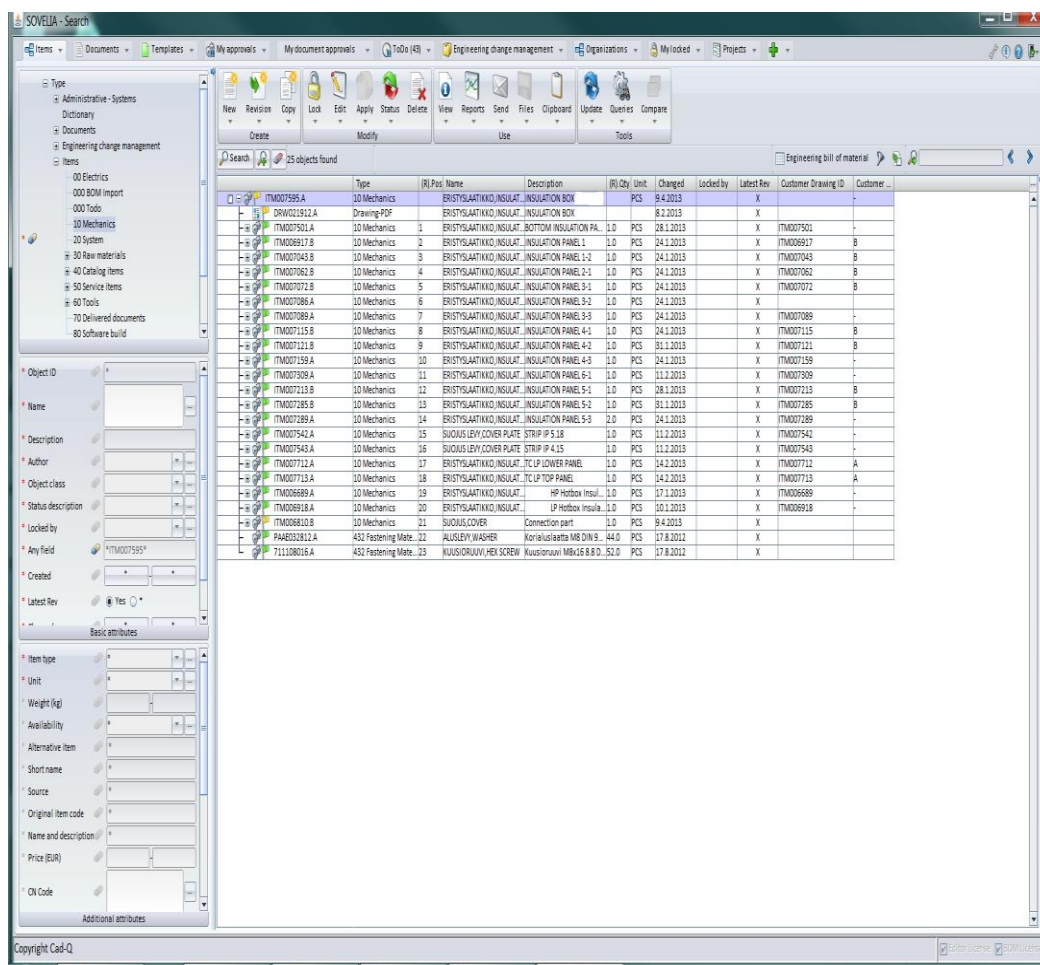 SOVELIA - Search
Items Documents Templates My approvals My document approvals ToDo (43) Engineering change management Organizations My locked Projects
Type
Administrative - Systems
Dictionary
Documents
Engineering change management
Items
00 Electrics
000 BOM Import
000 Todo
10 Mechanics
20 System
30 Raw materials
40 Catalog items
50 Service items
60 Tools
70 Delivered documents
80 Software build
New Revision Copy Lock Edit Apply Status Delete View Reports Send Files Clipboard Update Queries Compare
Create Modify Use Tools
Search 25 objects found Engineering bill of material
Type (R).Pos Name Description (R).Qty Unit Changed Locked by Latest Rev Customer Drawing ID Customer ...
ITM007595.A 10 Mechanics ERISTYSLAATIKKO,INSULAT... INSULATION BOX PCS 9.4.2013 X -
DRW021912.A Drawing-PDF ERISTYSLAATIKKO,INSULAT... INSULATION BOX 8.2.2013 X
ITM007501.A 10 Mechanics 1 ERISTYSLAATIKKO,INSULAT... BOTTOM INSULATION PA... 1.0 PCS 28.1.2013 X ITM007501 -
ITM006917.B 10 Mechanics 2 ERISTYSLAATIKKO,INSULAT... INSULATION PANEL 1 1.0 PCS 24.1.2013 X ITM006917 B
ITM007043.B 10 Mechanics 3 ERISTYSLAATIKKO,INSULAT... INSULATION PANEL 1-2 1.0 PCS 24.1.2013 X ITM007043 B
ITM007062.B 10 Mechanics 4 ERISTYSLAATIKKO,INSULAT... INSULATION PANEL 2-1 1.0 PCS 24.1.2013 X ITM007062 B
ITM007072.B 10 Mechanics 5 ERISTYSLAATIKKO,INSULAT... INSULATION PANEL 3-1 1.0 PCS 24.1.2013 X ITM007072 B
ITM007086.A 10 Mechanics 6 ERISTYSLAATIKKO,INSULAT... INSULATION PANEL 3-2 1.0 PCS 24.1.2013 X
ITM007089.A 10 Mechanics 7 ERISTYSLAATIKKO,INSULAT... INSULATION PANEL 3-3 1.0 PCS 24.1.2013 X ITM007089 -
ITM007115.B 10 Mechanics 8 ERISTYSLAATIKKO,INSULAT... INSULATION PANEL 4-1 1.0 PCS 24.1.2013 X ITM007115 B
ITM007121.B 10 Mechanics 9 ERISTYSLAATIKKO,INSULAT... INSULATION PANEL 4-2 1.0 PCS 31.1.2013 X ITM007121 B
ITM007159.A 10 Mechanics 10 ERISTYSLAATIKKO,INSULAT... INSULATION PANEL 4-3 1.0 PCS 24.1.2013 X ITM007159 -
ITM007309.A 10 Mechanics 11 ERISTYSLAATIKKO,INSULAT... INSULATION PANEL 6-1 1.0 PCS 11.2.2013 X ITM007309 -
ITM007213.B 10 Mechanics 12 ERISTYSLAATIKKO,INSULAT... INSULATION PANEL 5-1 1.0 PCS 28.1.2013 X ITM007213 B
ITM007285.B 10 Mechanics 13 ERISTYSLAATIKKO,INSULAT... INSULATION PANEL 5-2 1.0 PCS 31.1.2013 X ITM007285 B
ITM007289.A 10 Mechanics 14 ERISTYSLAATIKKO,INSULAT... INSULATION PANEL 5-3 2.0 PCS 24.1.2013 X ITM007289 -
ITM007542.A 10 Mechanics 15 SUOJUS LEVY,COVER PLATE STRIP IP 5.18 1.0 PCS 11.2.2013 X ITM007542 -
ITM007543.A 10 Mechanics 16 SUOJUS LEVY,COVER PLATE STRIP IP 4.15 1.0 PCS 11.2.2013 X ITM007543 -
ITM007712.A 10 Mechanics 17 ERISTYSLAATIKKO,INSULAT... TC LP LOWER PANEL 1.0 PCS 14.2.2013 X ITM007712 A
ITM007713.A 10 Mechanics 18 ERISTYSLAATIKKO,INSULAT... TC LP TOP PANEL 1.0 PCS 14.2.2013 X ITM007713 A
ITM006689.A 10 Mechanics 19 ERISTYSLAATIKKO,INSULAT... HP Hotbox Insul... 1.0 PCS 17.1.2013 X ITM006689 -
ITM006918.A 10 Mechanics 20 ERISTYSLAATIKKO,INSULAT... LP Hotbox Insula... 1.0 PCS 10.1.2013 X ITM006918 -
ITM006810.B 10 Mechanics 21 SUOJUS,COVER Connection part 1.0 PCS 9.4.2013 X
PAAE032812.A 432 Fastening Mate... 22 ALUSLEVY,WASHER Korialuslaatta M8 DIN 9... 44.0 PCS 17.8.2012 X
711108016.A 432 Fastening Mate... 23 KUUSIORUUVI,HEX SCREW Kuusioruuvi M8x16 8.8 D... 52.0 PCS 17.8.2012 X
* Object ID *
* Name
* Description
* Author
* Object class
* Status description
* Locked by
* Any field *ITM007595*
* Created * - *
* Latest Rev Yes *
Basic attributes
* Item type *
* Unit *
* Weight (kg) -
* Availability *
* Alternative item *
* Short name *
* Source *
* Original item code *
* Name and description *
* Price (EUR) -
* CN Code
Additional attributes
Copyright Cad-Q Editor license BOM License